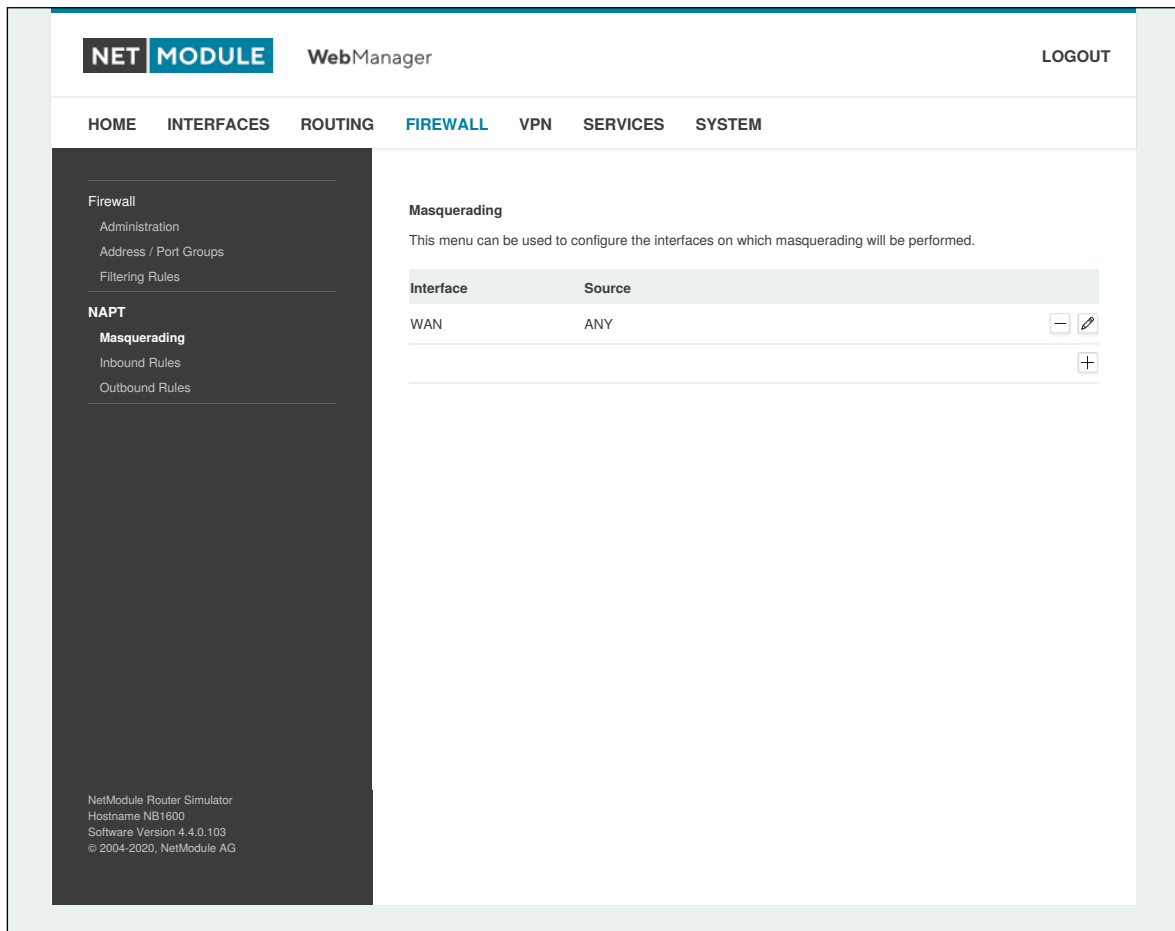 NET MODULE WebManager LOGOUT
HOME INTERFACES ROUTING FIREWALL VPN SERVICES SYSTEM
Firewall
Administration
Address / Port Groups
Filtering Rules
NAPT
Masquerading
Inbound Rules
Outbound Rules
NetModule Router Simulator
Hostname NB1600
Software Version 4.4.0.103
© 2004-2020, NetModule AG
Masquerading
This menu can be used to configure the interfaces on which masquerading will be performed.
Interface Source
WAN ANY